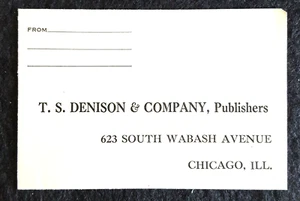 FROM
T. S. DENISON & COMPANY, Publishers
623 SOUTH WABASH AVENUE
CHICAGO, ILL.